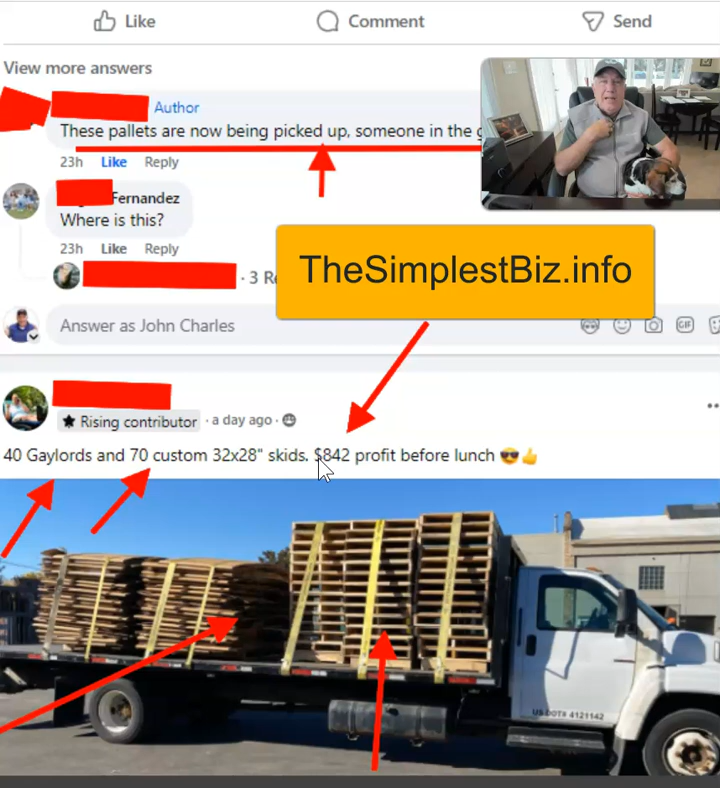 Like Comment Send
View more answers
Author
These pallets are now being picked up, someone in the
23h Like Reply
Fernandez
Where is this?
23h Like Reply
· 3 Re
TheSimplestBiz.info
Answer as John Charles
GIF
Rising contributor · a day ago ·
40 Gaylords and 70 custom 32x28" skids. $842 profit before lunch 😎👍
US DOT# 4121142